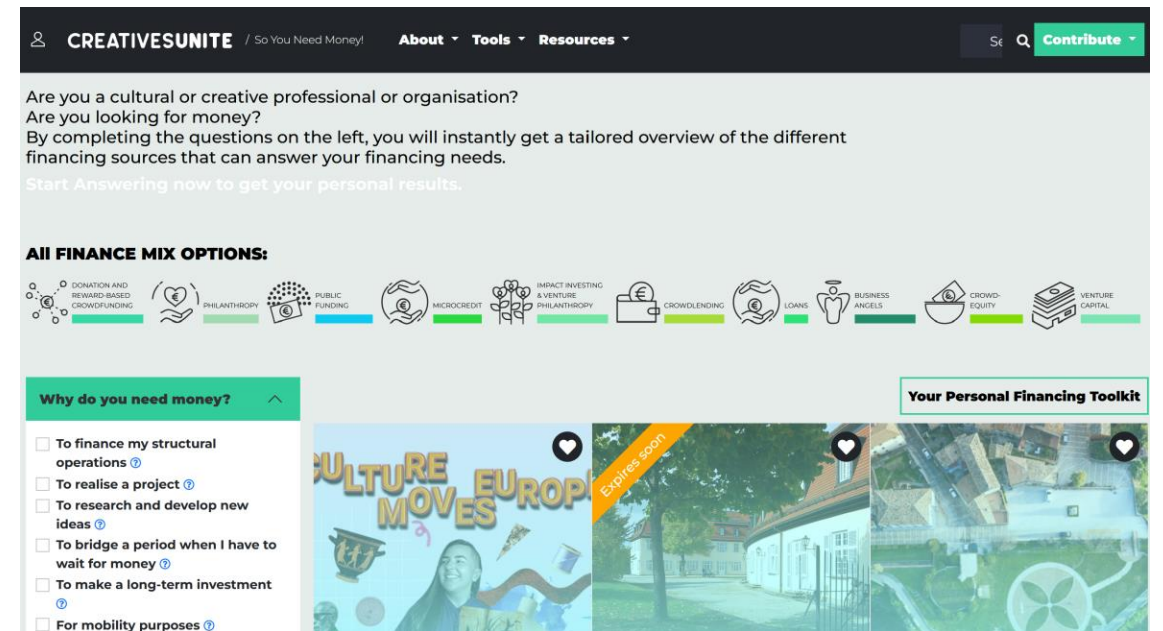 CREATIVESUNITE / So You Need Money! About Tools Resources Se Contribute
Are you a cultural or creative professional or organisation?
Are you looking for money?
By completing the questions on the left, you will instantly get a tailored overview of the different
financing sources that can answer your financing needs.
Start Answering now to get your personal results.
All FINANCE MIX OPTIONS:
DONATION AND
REWARD-BASED
CROWDFUNDING
PHILANTHROPY
PUBLIC
FUNDING
MICROCREDIT
IMPACT INVESTING
& VENTURE
PHILANTHROPY
CROWDLENDING
LOANS
BUSINESS
ANGELS
CROWD-
EQUITY
VENTURE
CAPITAL
Why do you need money?
Your Personal Financing Toolkit
To finance my structural
operations
To realise a project
To research and develop new
ideas
To bridge a period when I have to
wait for money
To make a long-term investment
For mobility purposes
CULTURE
MOVES EUROP
Expires soon